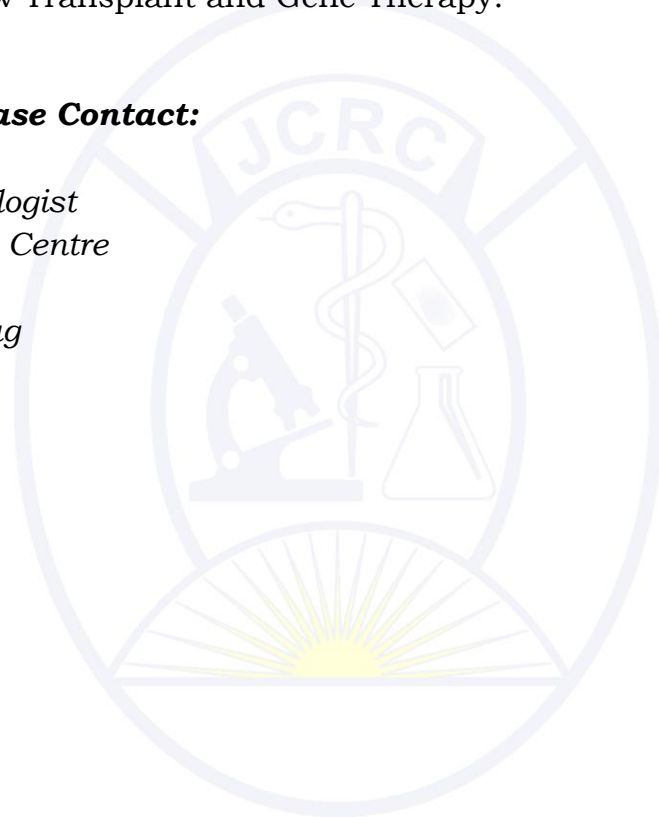 w Transplant and Gene Therapy.
ase Contact:
JCRC
logist
Centre
ug